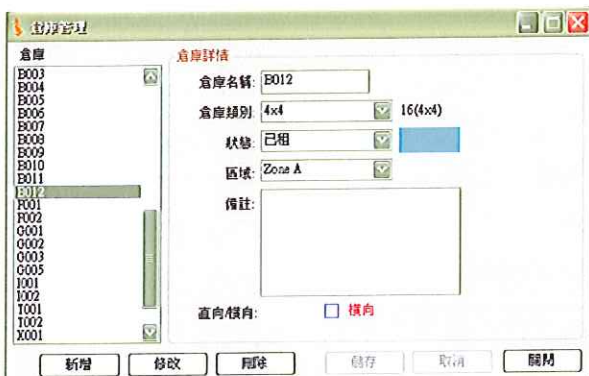 倉庫管理
倉庫
B003
B004
B005
B006
B007
B008
B009
B010
B011
B012
F001
F002
G001
G002
G003
G005
I001
I002
T001
T002
X001
倉庫詳情
倉庫名稱: B012
倉庫類別: 4x4 16(4x4)
狀態: 已租
區域: Zone A
備註:
直向/橫向: 橫向
新增 修改 刪除 儲存 取消 關閉